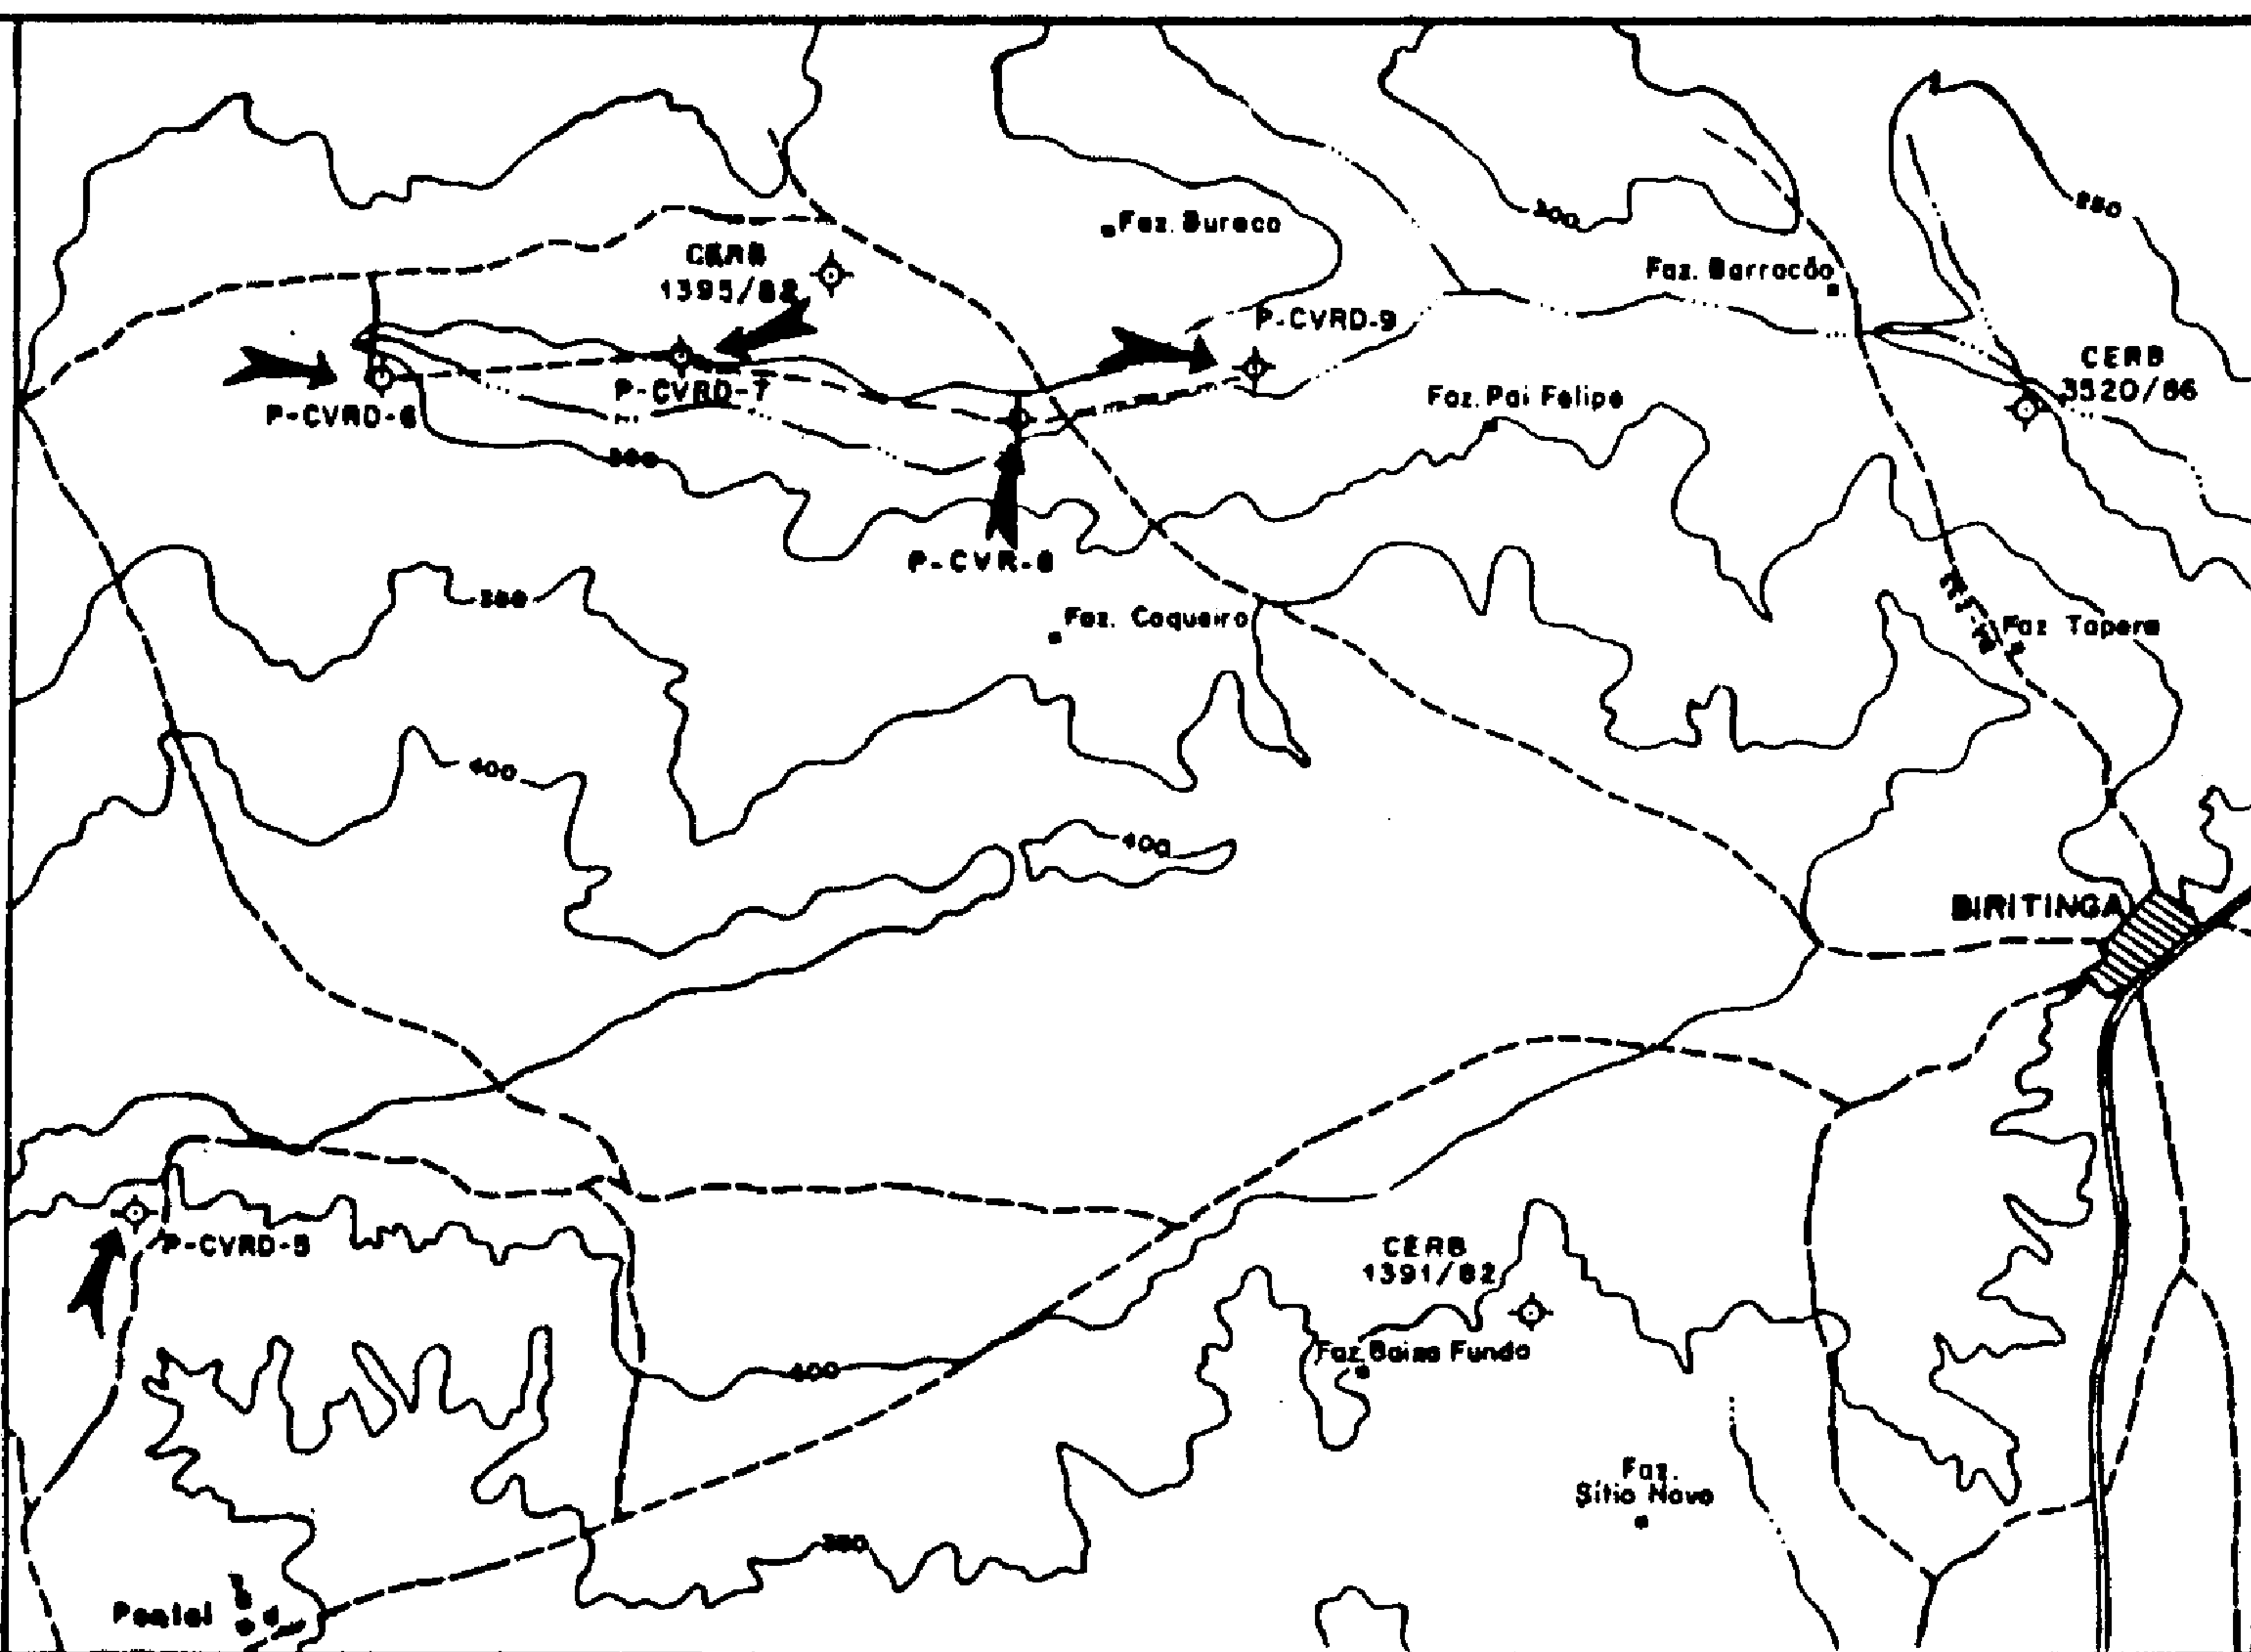 Faz. Bureco
300
250
CERB
1395/82
Faz. Barracão
P-CVRD-9
CERB
3520/86
P-CVRD-7
Faz. Pai Felipe
P-CVRD-6
300
P-CVR-8
350
Faz. Coqueiro
Faz Tapera
400
400
BIRITINGA
P-CVRD-5
CERB
1391/82
Faz. Baixa Fundo
400
Faz.
Sítio Novo
350